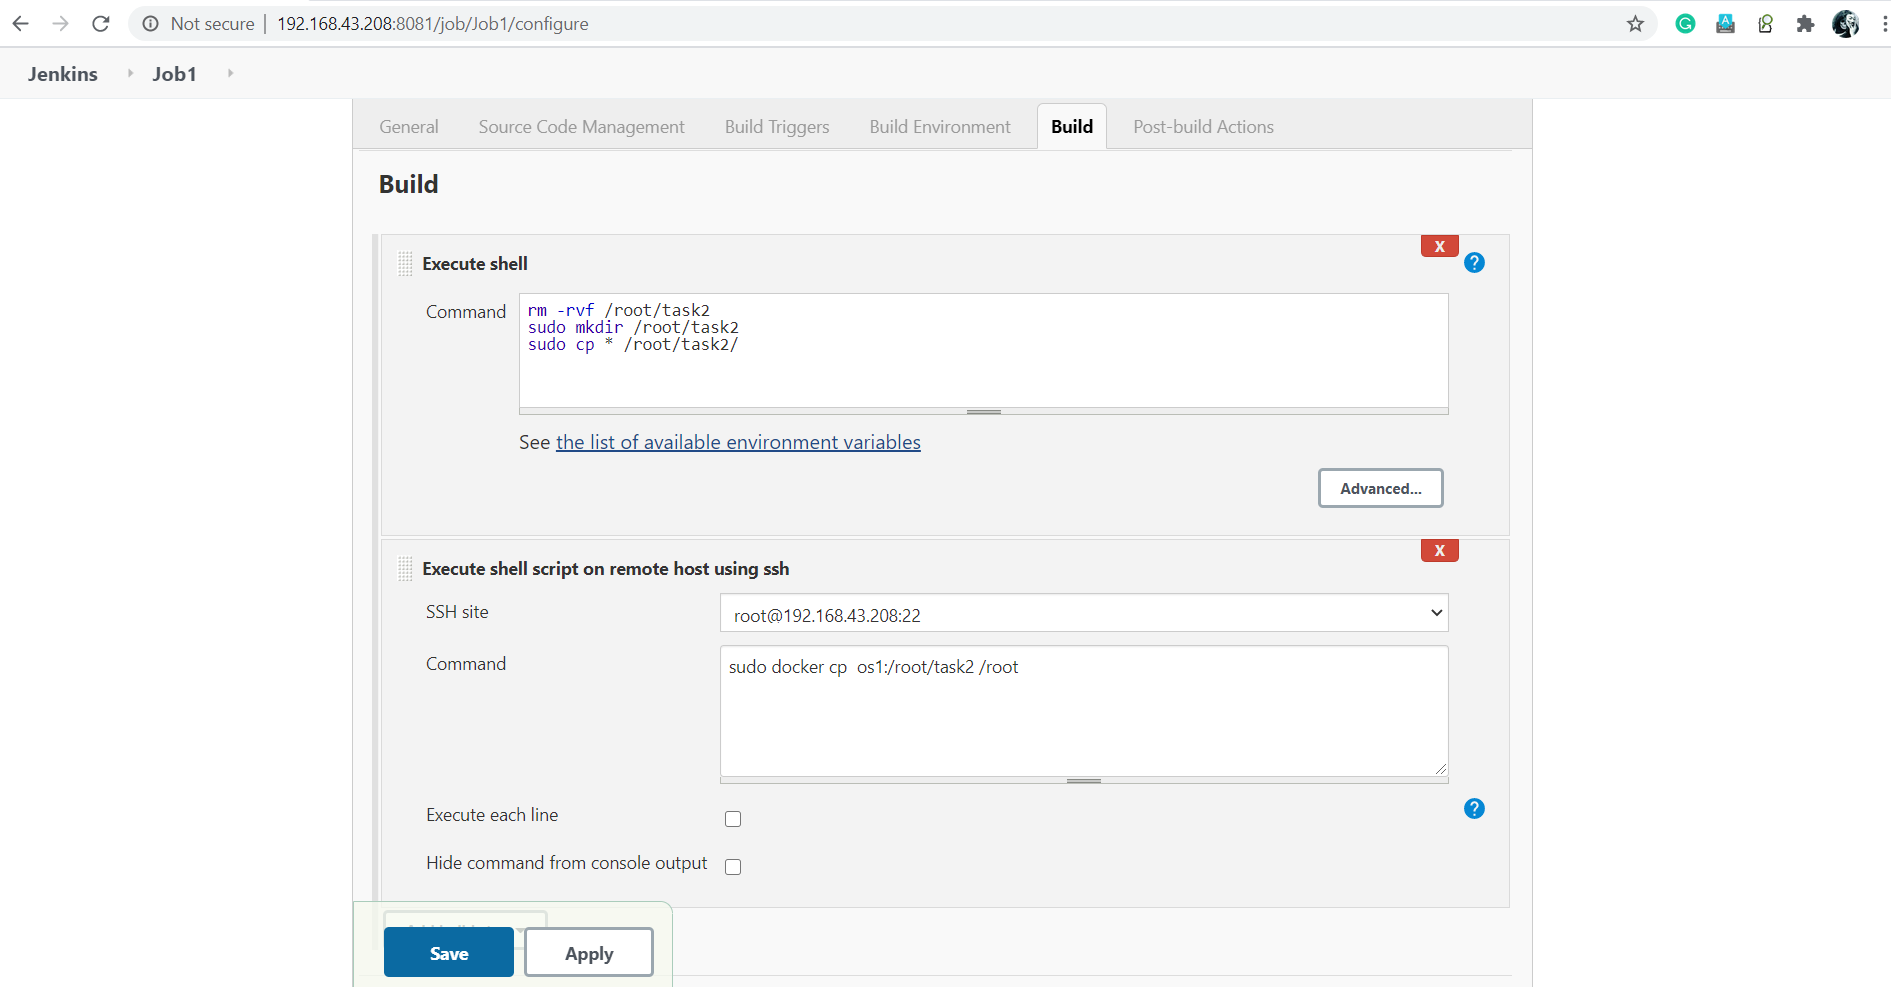 Not secure | 192.168.43.208:8081/job/Job1/configure
Jenkins Job1
General Source Code Management Build Triggers Build Environment Build Post-build Actions
Build
X
Execute shell
?
Command
rm -rvf /root/task2
sudo mkdir /root/task2
sudo cp * /root/task2/
See the list of available environment variables
Advanced...
X
Execute shell script on remote host using ssh
SSH site
root@192.168.43.208:22
Command
sudo docker cp  os1:/root/task2 /root
Execute each line
?
Hide command from console output
Save Apply